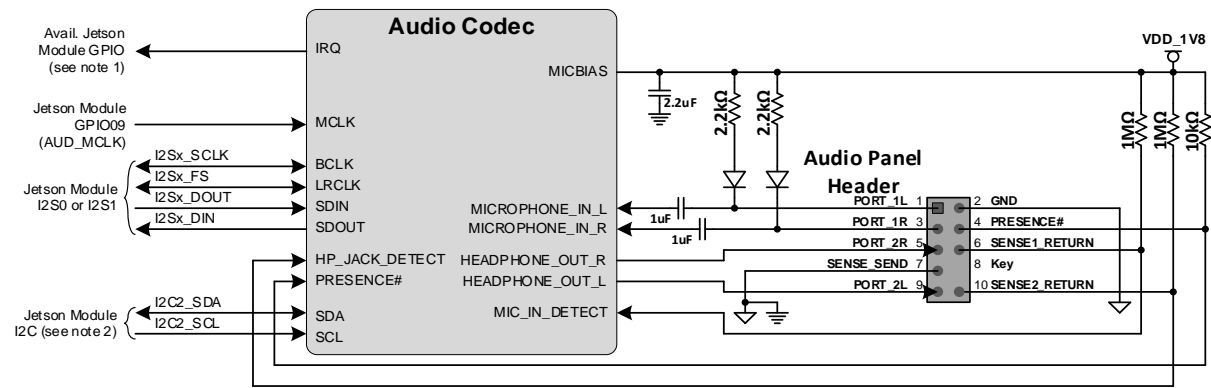 Audio Codec
Avail. Jetson
Module GPIO
(see note 1)
IRQ
MICBIAS
VDD_1V8
2.2uF
2.2kΩ
2.2kΩ
1MΩ
1MΩ
10kΩ
Jetson Module
GPIO09
(AUD_MCLK)
MCLK
Jetson Module
I2S0 or I2S1
I2Sx_SCLK
BCLK
I2Sx_FS
LRCLK
I2Sx_DOUT
SDIN
I2Sx_DIN
SDOUT
Audio Panel
Header
MICROPHONE_IN_L
1uF
PORT_1L 1
2 GND
MICROPHONE_IN_R
1uF
PORT_1R 3
4 PRESENCE#
HP_JACK_DETECT
HEADPHONE_OUT_R
PORT_2R 5
6 SENSE1_RETURN
SENSE_SEND 7
8 Key
PRESENCE#
HEADPHONE_OUT_L
PORT_2L 9
10 SENSE2_RETURN
MIC_IN_DETECT
Jetson Module
I2C (see note 2)
I2C2_SDA
SDA
I2C2_SCL
SCL